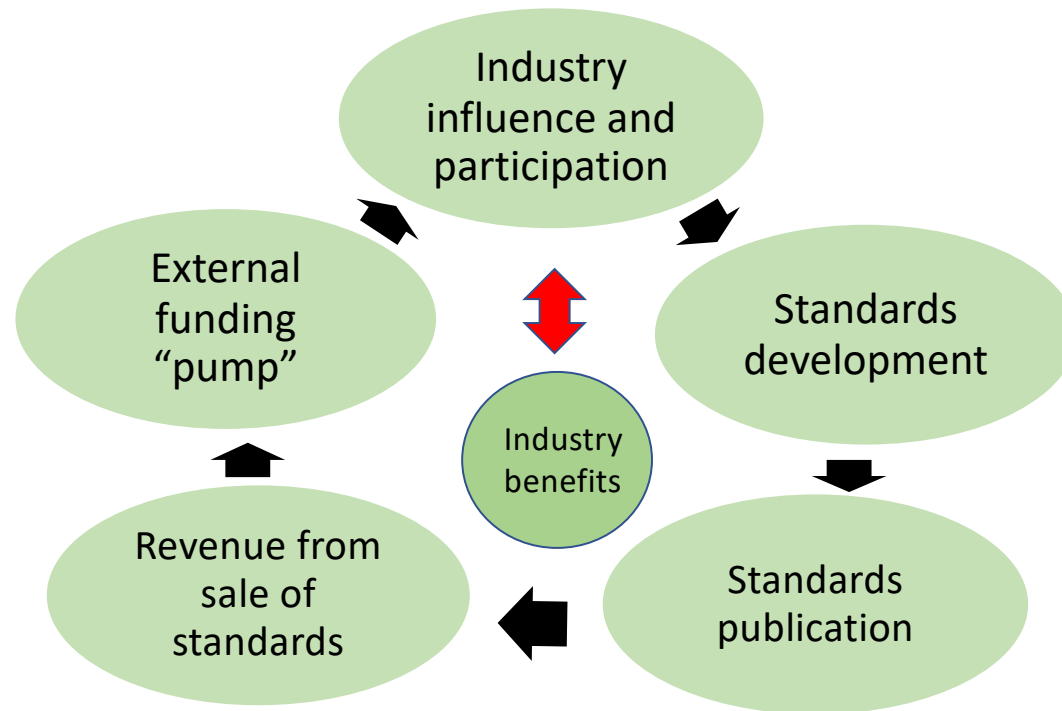 Industry
influence and
participation
External
funding
“pump”
Standards
development
Industry
benefits
Revenue from
sale of
standards
Standards
publication